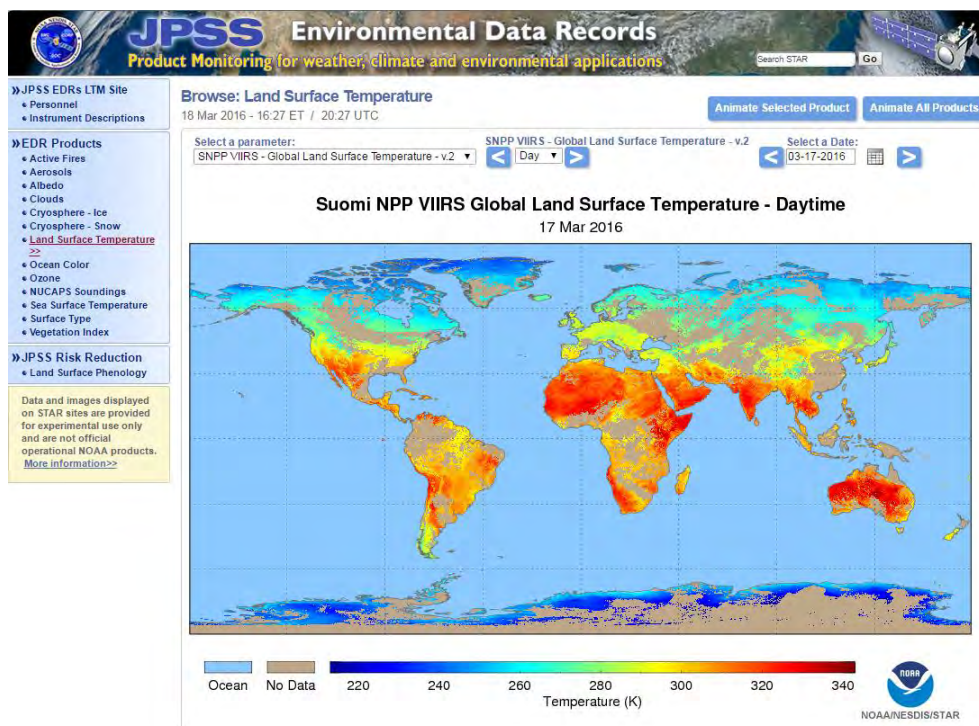 JPSS Environmental Data Records
Product Monitoring for weather, climate and environmental applications
Search STAR Go
»JPSS EDRs LTM Site
Personnel
Instrument Descriptions
»EDR Products
Active Fires
Aerosols
Albedo
Clouds
Cryosphere - Ice
Cryosphere - Snow
Land Surface Temperature
>>
Ocean Color
Ozone
NUCAPS Soundings
Sea Surface Temperature
Surface Type
Vegetation Index
»JPSS Risk Reduction
Land Surface Phenology
Data and images displayed
on STAR sites are provided
for experimental use only
and are not official
operational NOAA products.
More information>>
Browse: Land Surface Temperature
18 Mar 2016 - 16:27 ET / 20:27 UTC
Animate Selected Product Animate All Products
Select a parameter:
SNPP VIIRS - Global Land Surface Temperature - v.2
SNPP VIIRS - Global Land Surface Temperature - v.2
< Day >
Select a Date:
< 03-17-2016 >
Suomi NPP VIIRS Global Land Surface Temperature - Daytime
17 Mar 2016
Ocean No Data 220 240 260 280 300 320 340
Temperature (K)
NOAA
NOAA/NESDIS/STAR